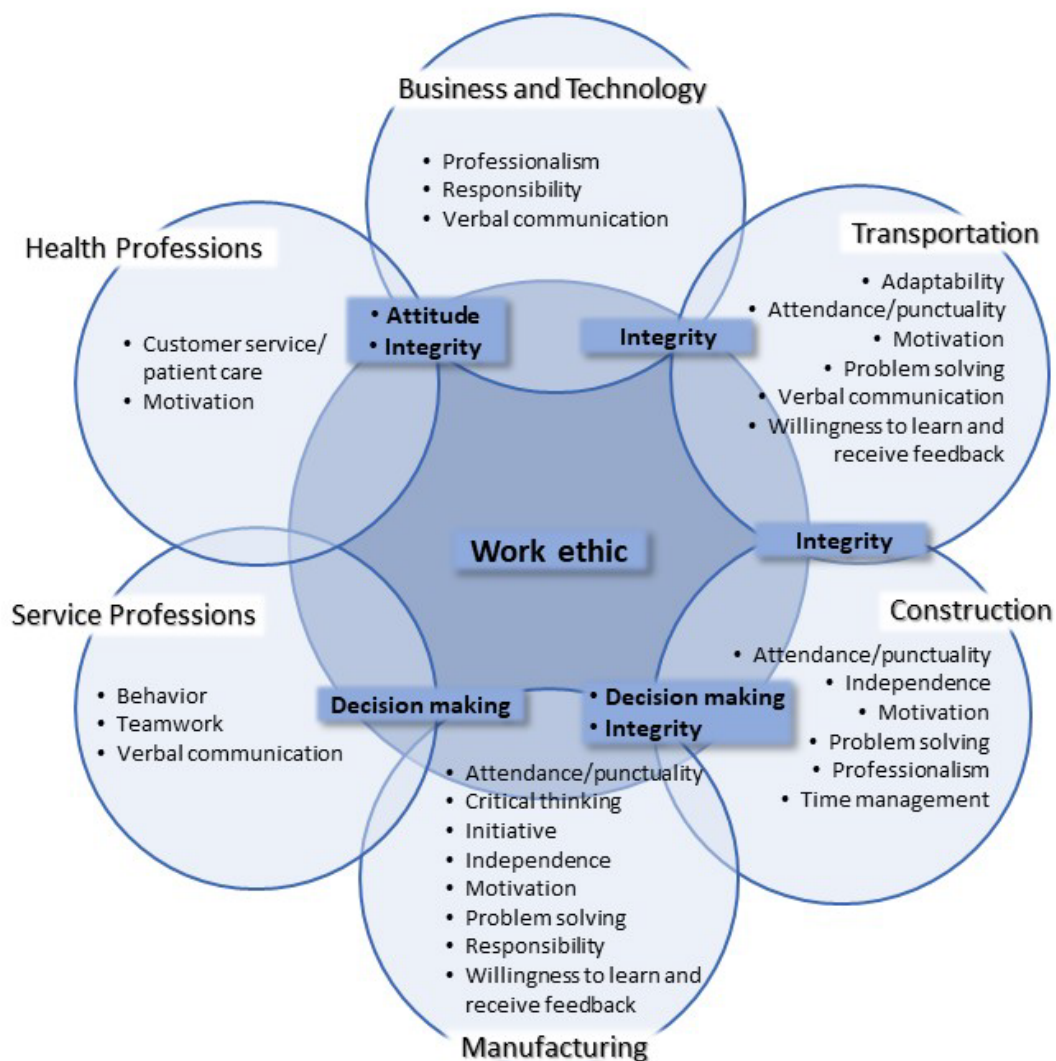 Business and Technology
• Professionalism
• Responsibility
• Verbal communication
Health Professions
• Customer service/
patient care
• Motivation
• Attitude
• Integrity
Integrity
Transportation
• Adaptability
• Attendance/punctuality
• Motivation
• Problem solving
• Verbal communication
• Willingness to learn and
receive feedback
Work ethic
Integrity
Service Professions
• Behavior
• Teamwork
• Verbal communication
Decision making
• Decision making
• Integrity
Construction
• Attendance/punctuality
• Independence
• Motivation
• Problem solving
• Professionalism
• Time management
• Attendance/punctuality
• Critical thinking
• Initiative
• Independence
• Motivation
• Problem solving
• Responsibility
• Willingness to learn and
receive feedback
Manufacturing